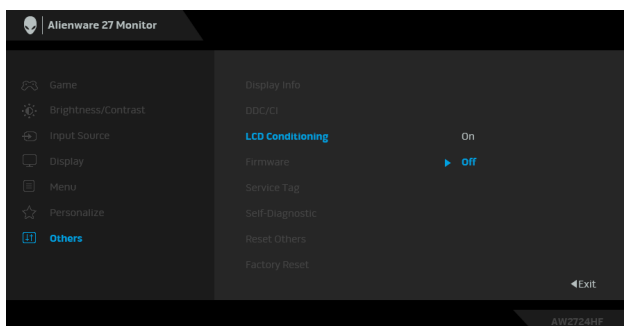 Alienware 27 Monitor
Game
Display Info
Brightness/Contrast
DDC/CI
Input Source
LCD Conditioning
On
Display
Firmware
Off
Menu
Service Tag
Personalize
Self-Diagnostic
Others
Reset Others
Factory Reset
Exit
AW2724HF